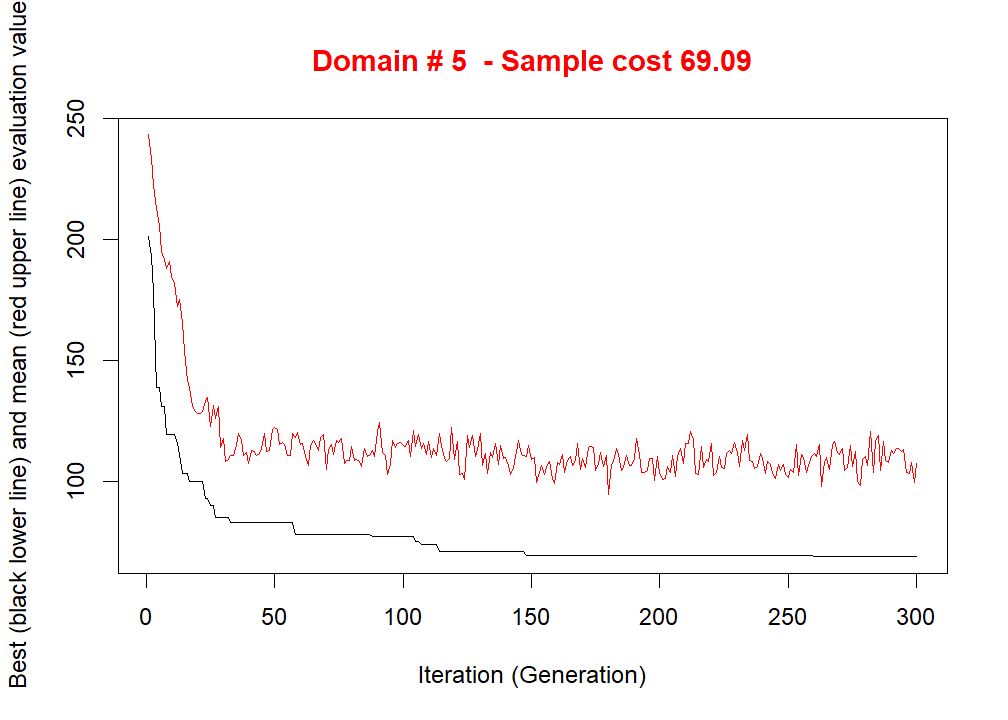 Domain # 5  - Sample cost 69.09
Best (black lower line) and mean (red upper line) evaluation value
250
200
150
100
0 50 100 150 200 250 300
Iteration (Generation)